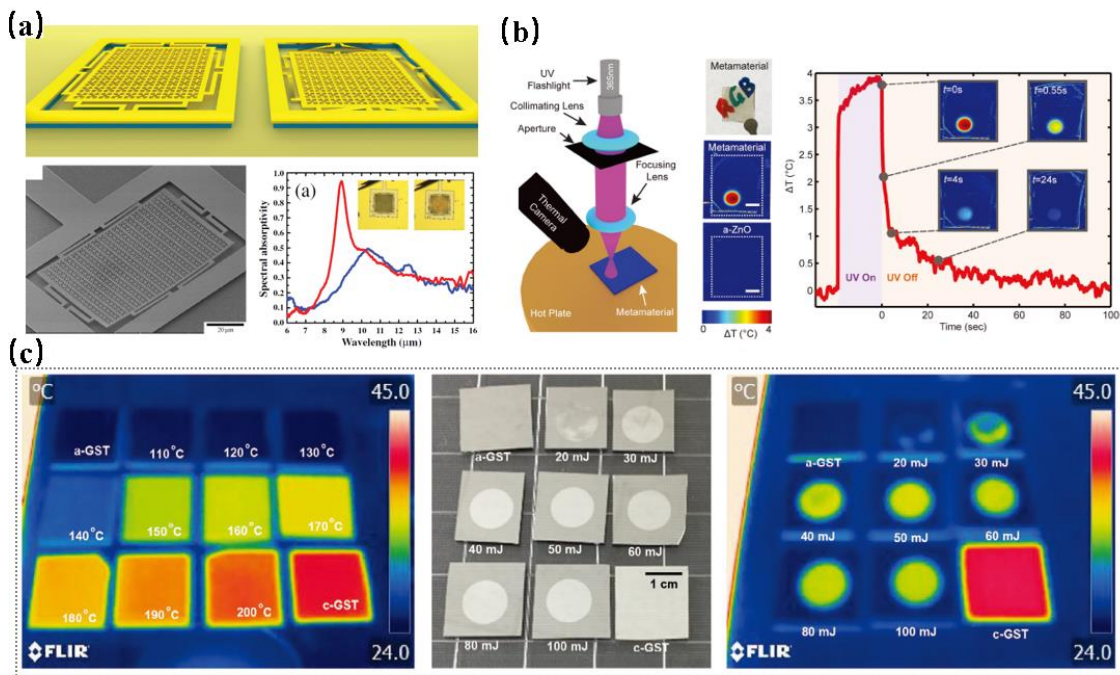 (a)
20 μm
(a)
Spectral absorptivity
1.0
0.9
0.8
0.7
0.6
0.5
0.4
0.3
0.2
0.1
0.0
6 7 8 9 10 11 12 13 14 15 16
Wavelength (μm)
(b)
UV
Flashlight
365nm
Collimating Lens
Aperture
Focusing
Lens
Thermal
Camera
Hot Plate
Metamaterial
Metamaterial
RGB
Metamaterial
a-ZnO
0 4
ΔT (°C)
ΔT (°C)
4
3
2
1
0
t=0s
t=0.55s
t=4s
t=24s
UV On
UV Off
0 20 40 60 80 100
Time (sec)
(c)
°C
45.0
a-GST 110°C 120°C 130°C
140°C 150°C 160°C 170°C
180°C 190°C 200°C c-GST
FLIR
24.0
a-GST 20 mJ 30 mJ
40 mJ 50 mJ 60 mJ
1 cm
80 mJ 100 mJ c-GST
°C
45.0
a-GST 20 mJ 30 mJ
40 mJ 50 mJ 60 mJ
80 mJ 100 mJ c-GST
FLIR
24.0